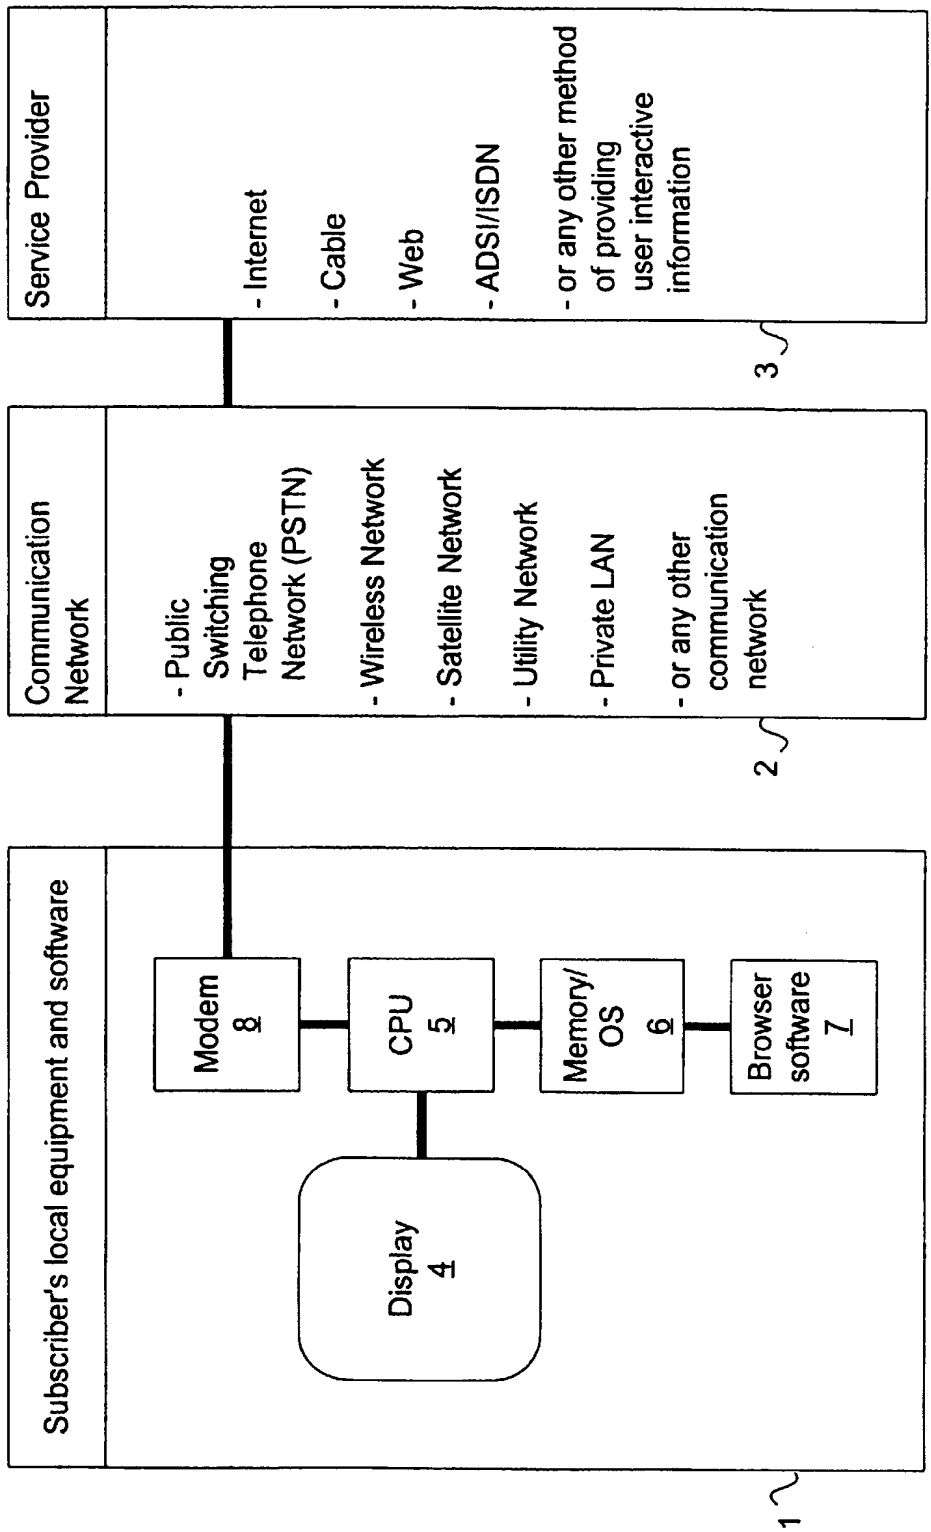 Subscriber's local equipment and software
Modem
8
CPU
5
Display
4
Memory/
OS
6
Browser
software
7
1
Communication
Network
- Public
Switching
Telephone
Network (PSTN)
- Wireless Network
- Satellite Network
- Utility Network
- Private LAN
- or any other
communication
network
2
Service Provider
- Internet
- Cable
- Web
- ADSI/ISDN
- or any other method
of providing
user interactive
information
3